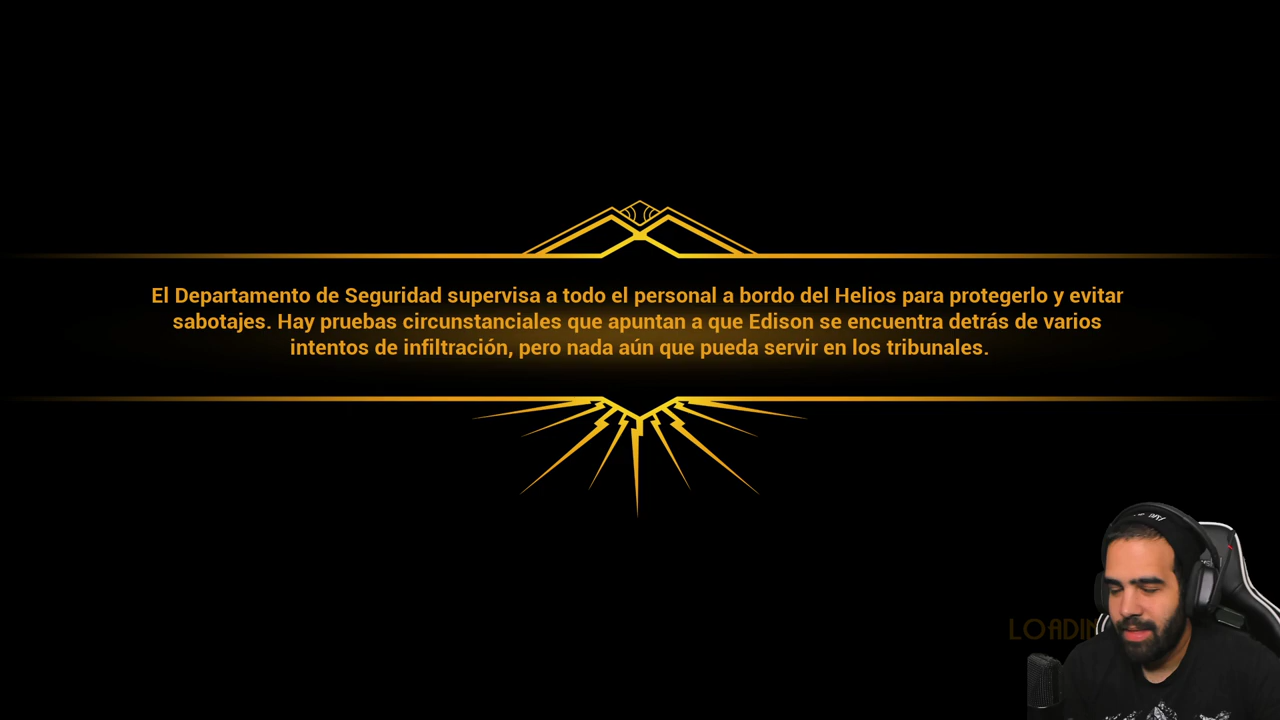 El Departamento de Seguridad supervisa a todo el personal a bordo del Helios para protegerlo y evitar
sabotajes. Hay pruebas circunstanciales que apuntan a que Edison se encuentra detrás de varios
intentos de infiltración, pero nada aún que pueda servir en los tribunales.
LOADIN